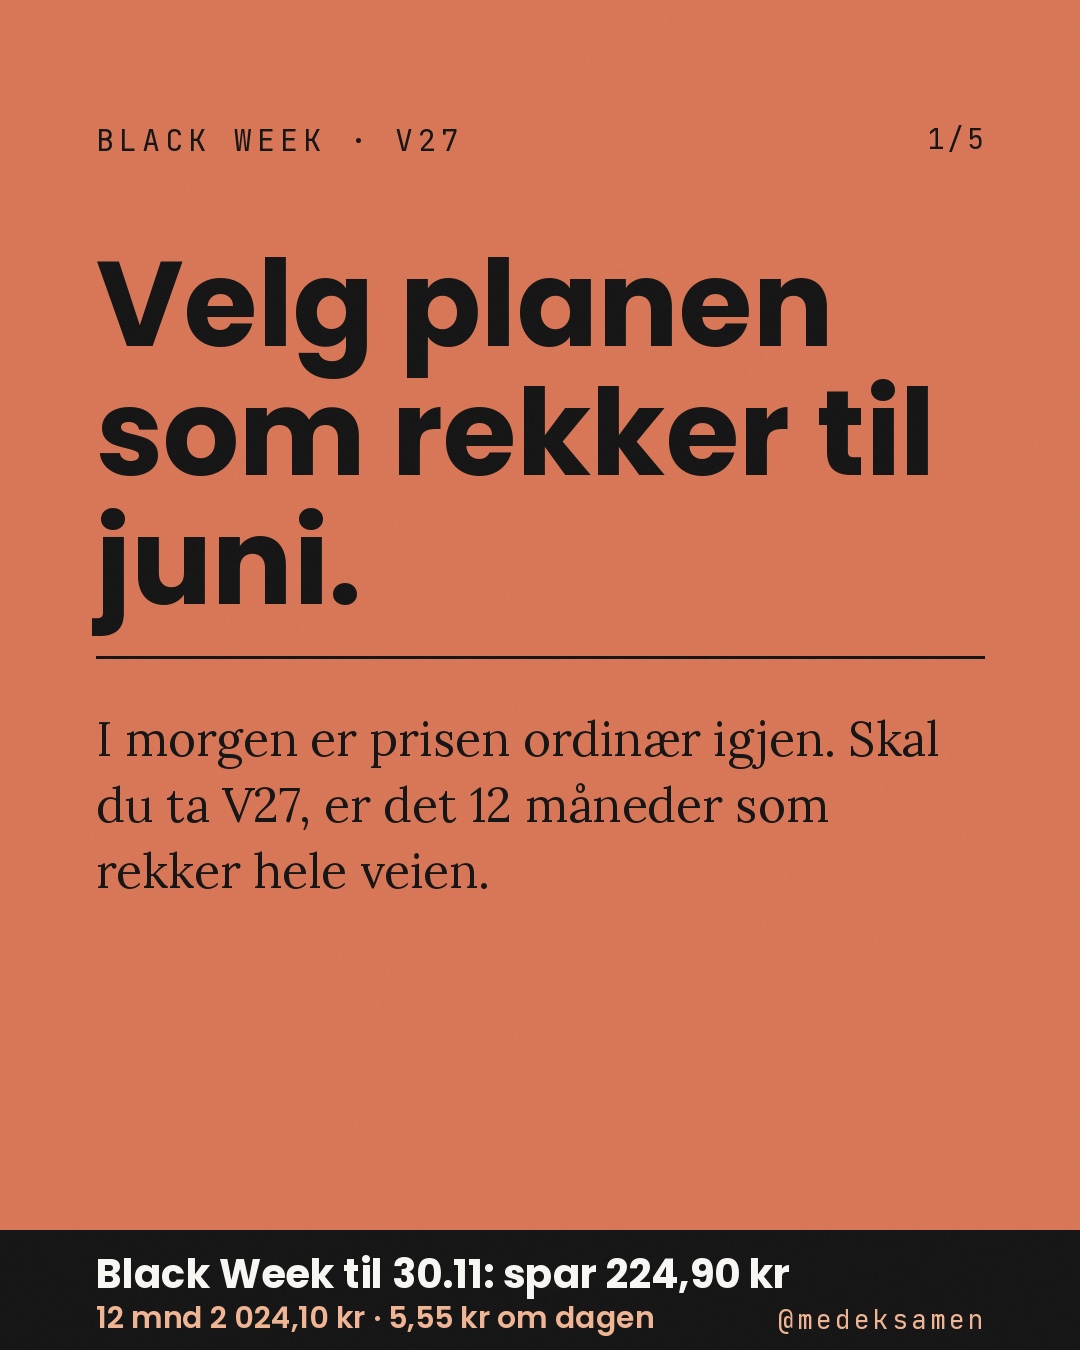 BLACK WEEK · V27
1/5
Velg planen
som rekker til
juni.
I morgen er prisen ordinær igjen. Skal
du ta V27, er det 12 måneder som
rekker hele veien.
Black Week til 30.11: spar 224,90 kr
12 mnd 2 024,10 kr · 5,55 kr om dagen
@medeksamen